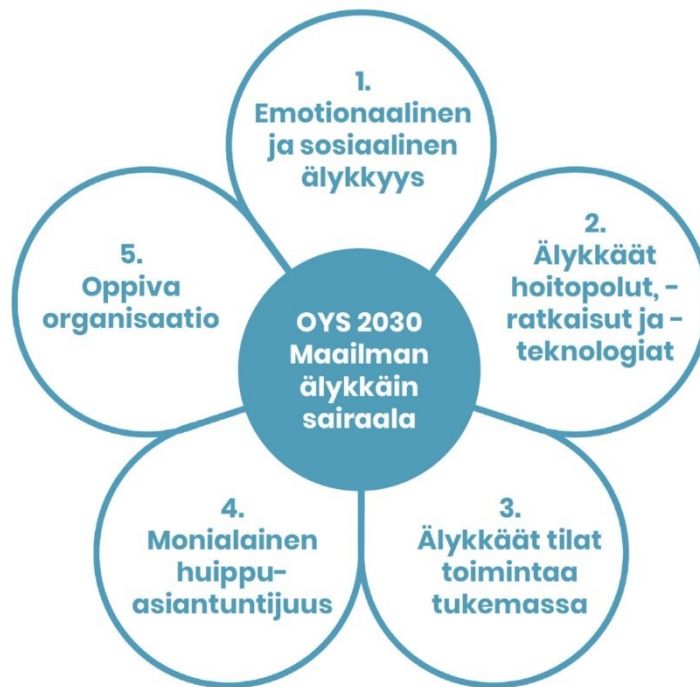 1.
Emotionaalinen
ja sosiaalinen
älykkyys
2.
Älykkäät
hoitopolut, -
ratkaisut ja -
teknologiat
3.
Älykkäät tilat
toimintaa
tukemassa
4.
Monialainen
huippu-
asiantuntijuus
5.
Oppiva
organisaatio
OYS 2030
Maailman
älykkäin
sairaala